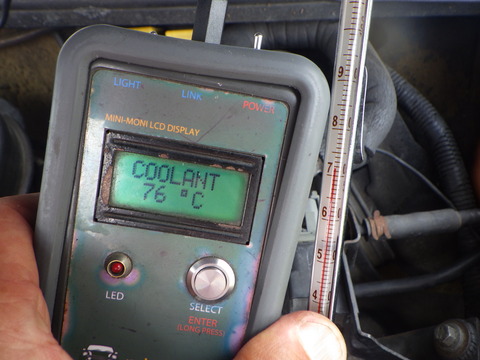 LIGHT
LINK
POWER
MINI-MONI LCD DISPLAY
COOLANT
76 °C
LED
SELECT
ENTER
(LONG PRESS)
9
8
7
6
5
4